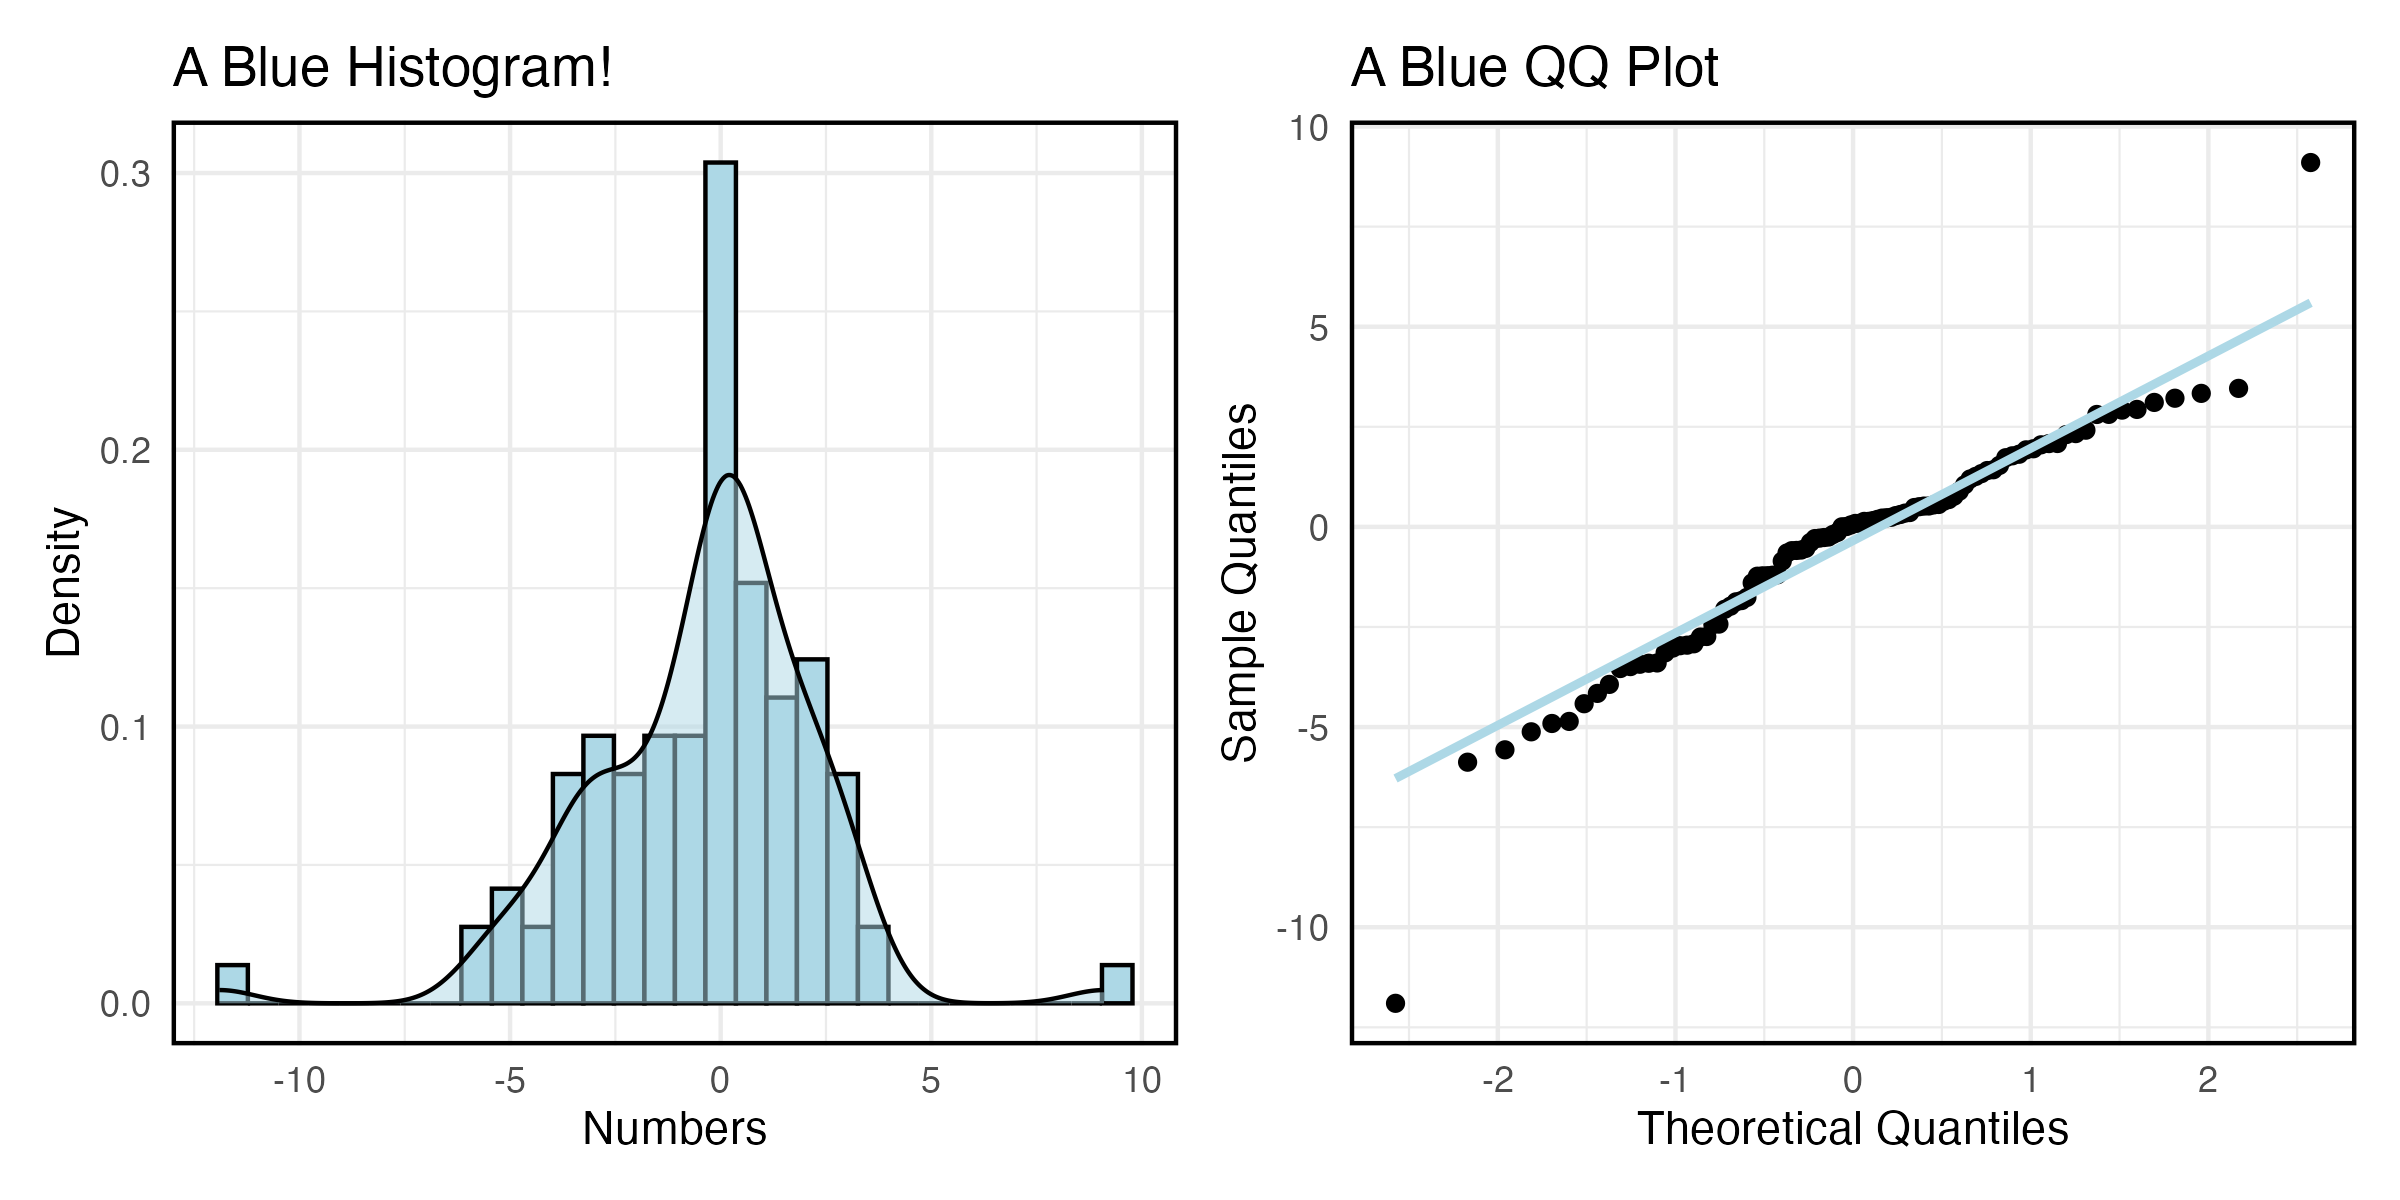 A Blue Histogram!
Density
0.3
0.2
0.1
0.0
-10 -5 0 5 10
Numbers
A Blue QQ Plot
Sample Quantiles
10
5
0
-5
-10
-2 -1 0 1 2
Theoretical Quantiles